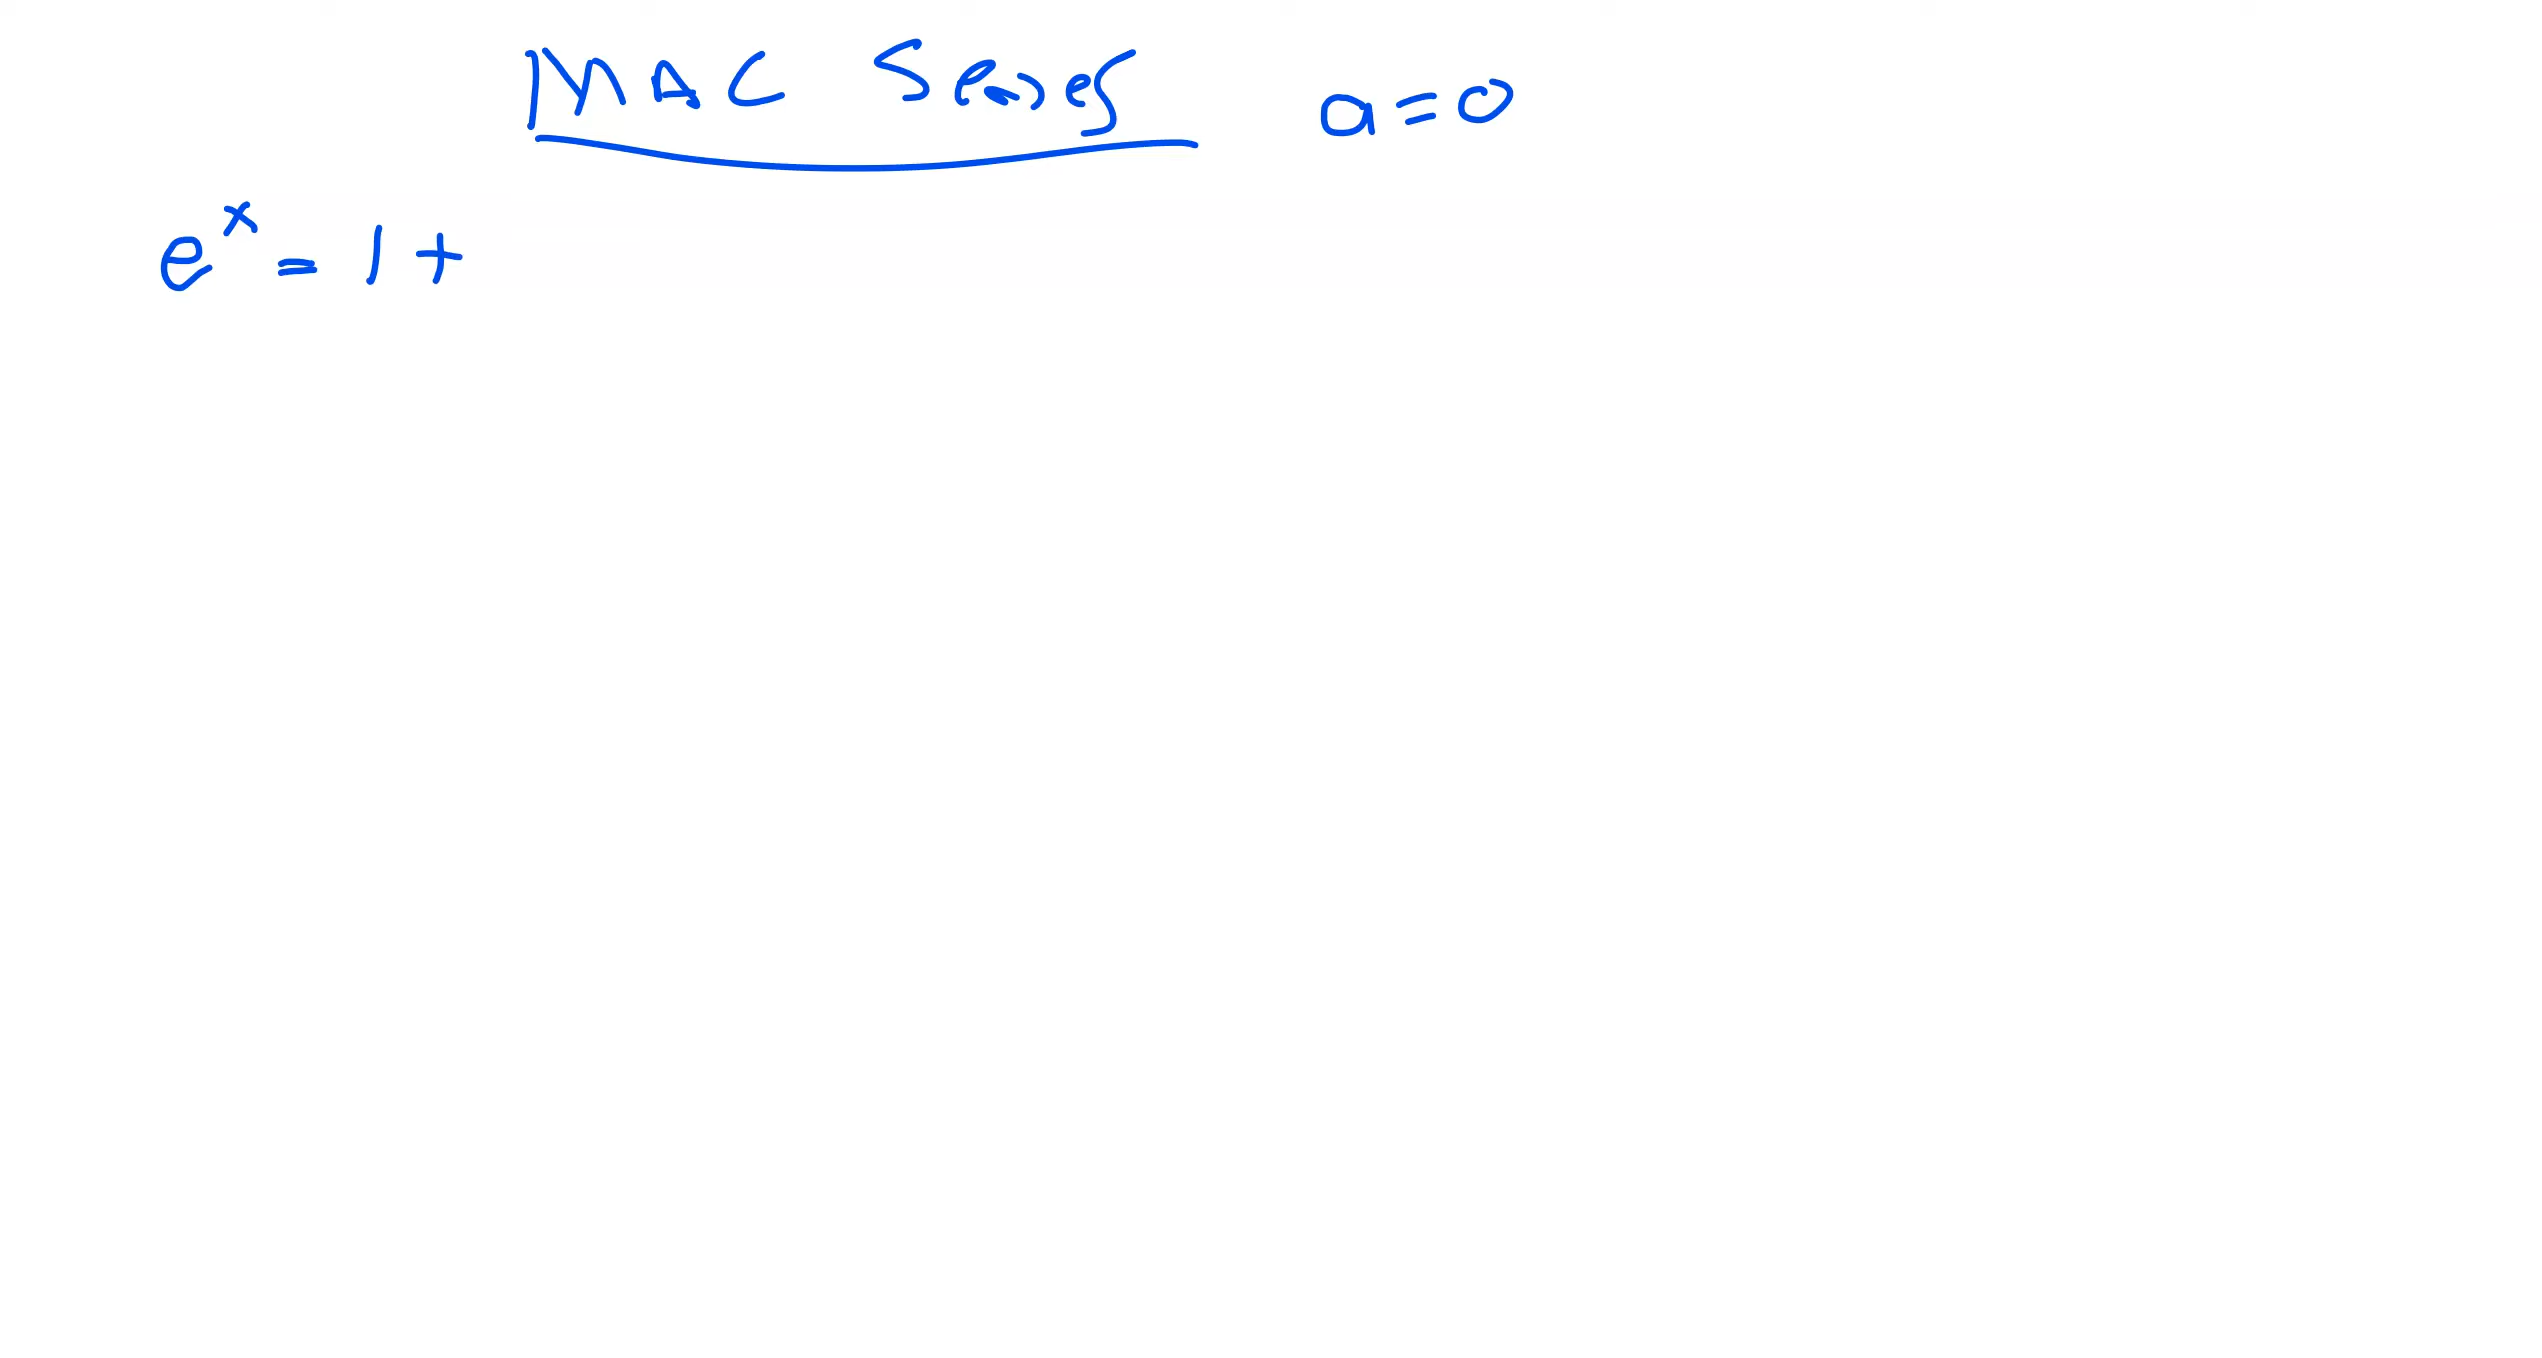 MAC Series a=0
e^x = 1 +